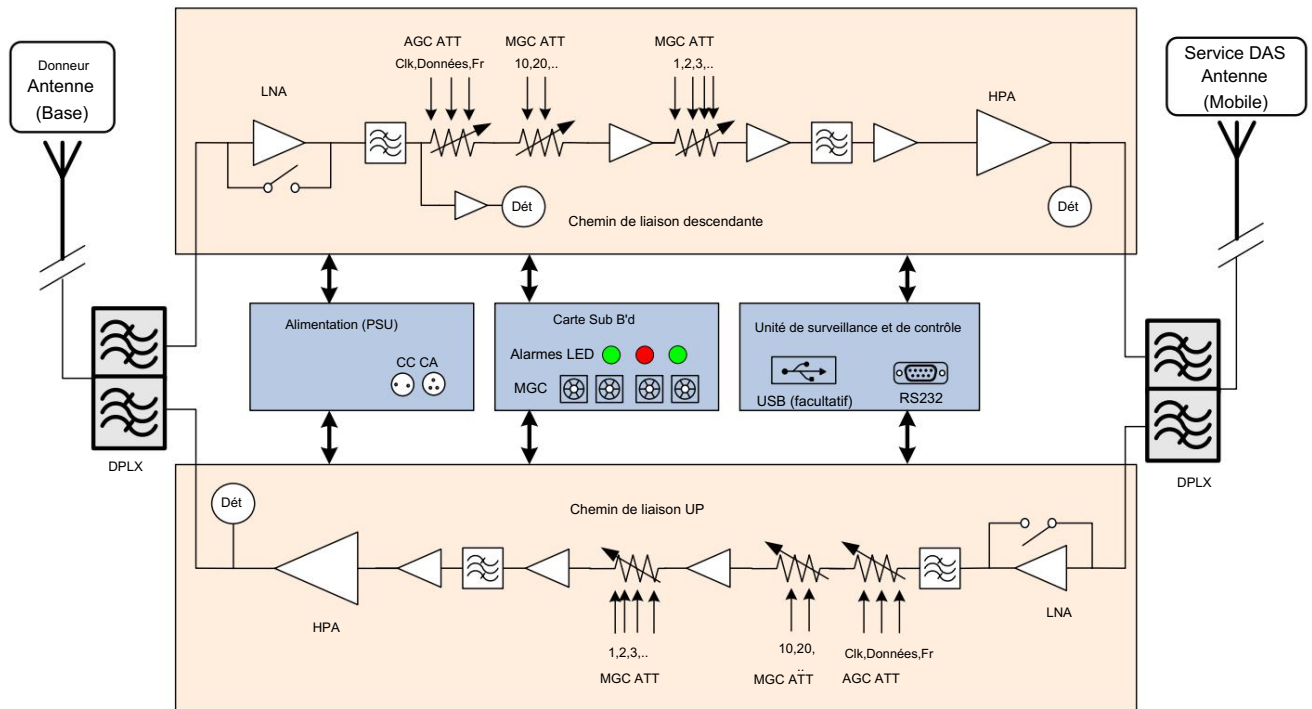 Donneur
Antenne
(Base)
LNA
AGC ATT
Clk,Données,Fr
MGC ATT
10,20,..
MGC ATT
1,2,3,..
HPA
Service DAS
Antenne
(Mobile)
Dét
Dét
Chemin de liaison descendante
Alimentation (PSU)
CC CA
Carte Sub B'd
Alarmes LED
MGC
Unité de surveillance et de contrôle
USB (facultatif)
RS232
DPLX
DPLX
Dét
Chemin de liaison UP
HPA
LNA
1,2,3,..
MGC ATT
10,20,
..
MGC ATT
Clk,Données,Fr
AGC ATT